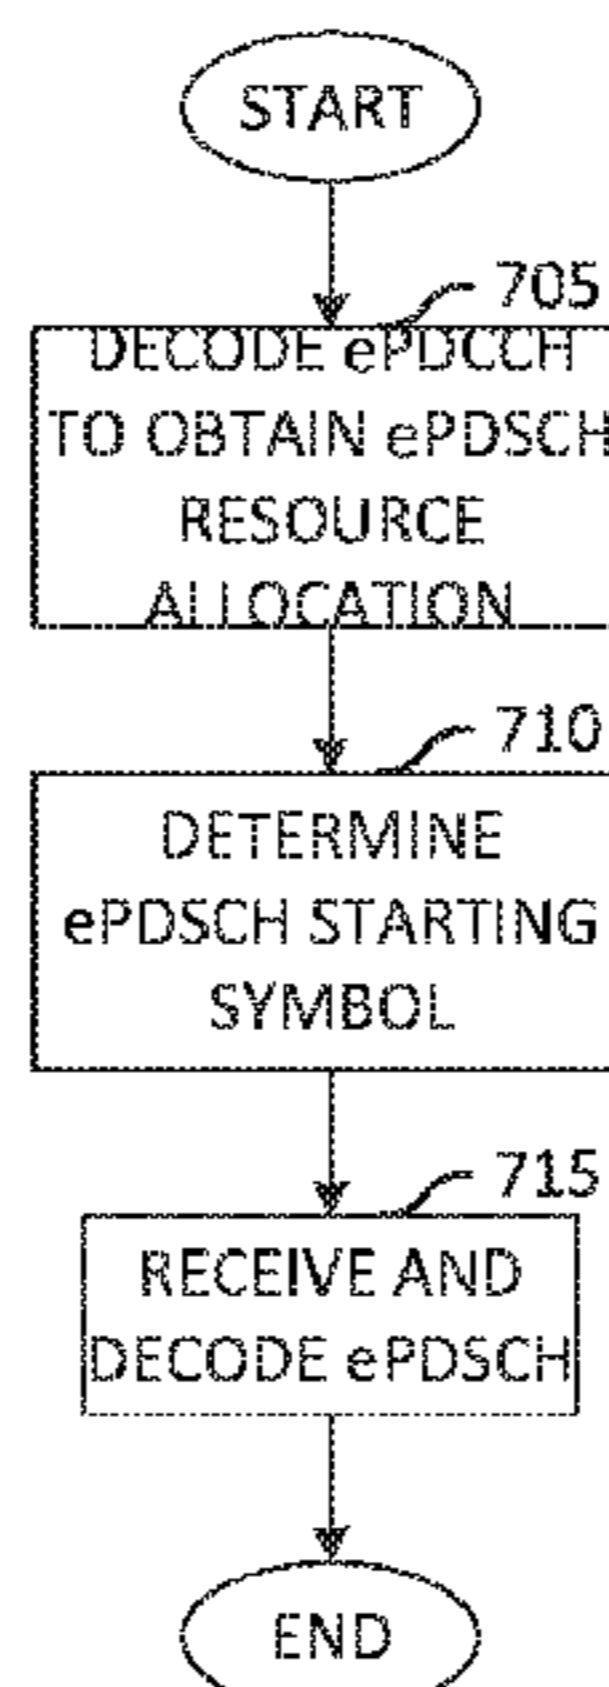 START
705
DECODE ePDCCH
TO OBTAIN ePDSCH
RESOURCE
ALLOCATION
710
DETERMINE
ePDSCH STARTING
SYMBOL
715
RECEIVE AND
DECODE ePDSCH
END